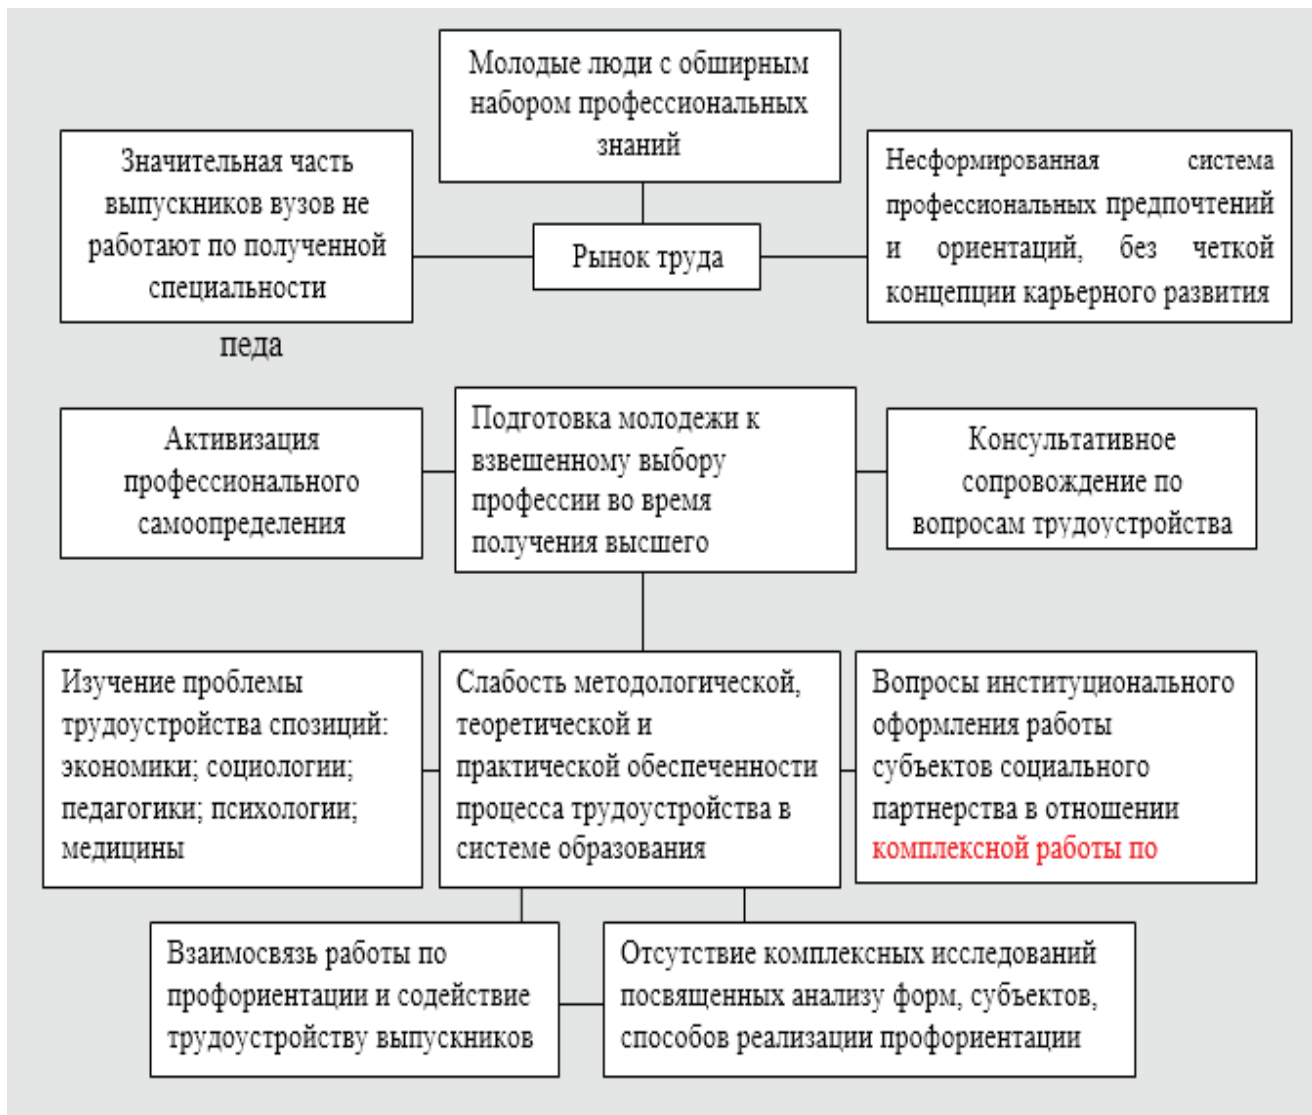 Молодые люди с обширным
набором профессиональных
знаний
Значительная часть
выпускников вузов не
работают по полученной
специальности
Рынок труда
Несформированная система
профессиональных предпочтений
и ориентаций, без четкой
концепции карьерного развития
педа
Активизация
профессионального
самоопределения
Подготовка молодежи к
взвешенному выбору
профессии во время
получения высшего
Консультативное
сопровождение по
вопросам трудоустройства
Изучение проблемы
трудоустройства спозиций:
экономики; социологии;
педагогики; психологии;
медицины
Слабость методологической,
теоретической и
практической обеспеченности
процесса трудоустройства в
системе образования
Вопросы институционального
оформления работы
субъектов социального
партнерства в отношении
комплексной работы по
Взаимосвязь работы по
профориентации и содействие
трудоустройству выпускников
Отсутствие комплексных исследований
посвященных анализу форм, субъектов,
способов реализации профориентации